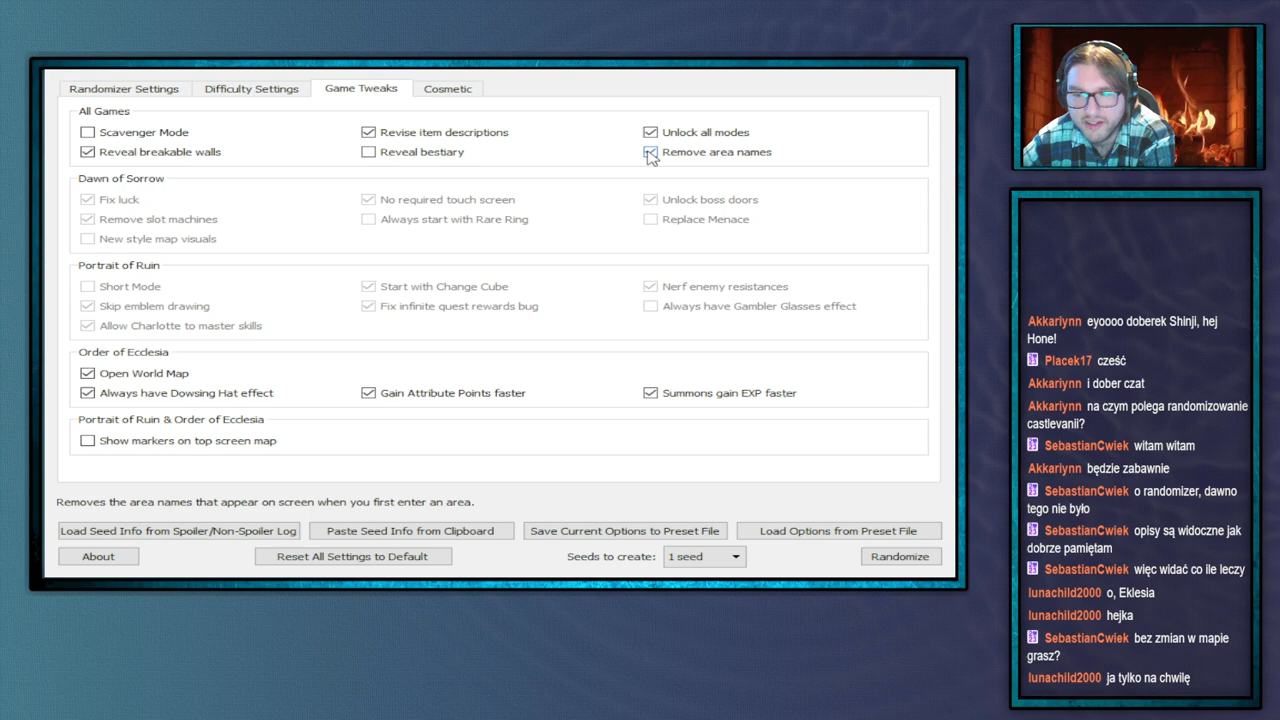 Randomizer Settings
Difficulty Settings
Game Tweaks
Cosmetic
All Games
Scavenger Mode
Revise item descriptions
Unlock all modes
Reveal breakable walls
Reveal bestiary
Remove area names
Dawn of Sorrow
Fix luck
No required touch screen
Unlock boss doors
Remove slot machines
Always start with Rare Ring
Replace Menace
New style map visuals
Portrait of Ruin
Short Mode
Start with Change Cube
Nerf enemy resistances
Skip emblem drawing
Fix infinite quest rewards bug
Always have Gambler Glasses effect
Allow Charlotte to master skills
Order of Ecclesia
Open World Map
Always have Dowsing Hat effect
Gain Attribute Points faster
Summons gain EXP faster
Portrait of Ruin & Order of Ecclesia
Show markers on top screen map
Removes the area names that appear on screen when you first enter an area.
Load Seed Info from Spoiler/Non-Spoiler Log
Paste Seed Info from Clipboard
Save Current Options to Preset File
Load Options from Preset File
About
Reset All Settings to Default
Seeds to create:
1 seed
Randomize
Akkariynn eyoooo doberek Shinji, hej
Hone!
Placek17 cześć
Akkariynn i dober czat
Akkariynn na czym polega randomizowanie
castlevanii?
SebastianCwiek witam witam
Akkariynn będzie zabawnie
SebastianCwiek o randomizer, dawno
tego nie było
SebastianCwiek opisy są widoczne jak
dobrze pamiętam
SebastianCwiek więc widać co ile leczy
lunachild2000 o, Eklesia
lunachild2000 hejka
SebastianCwiek bez zmian w mapie
grasz?
lunachild2000 ja tylko na chwilę